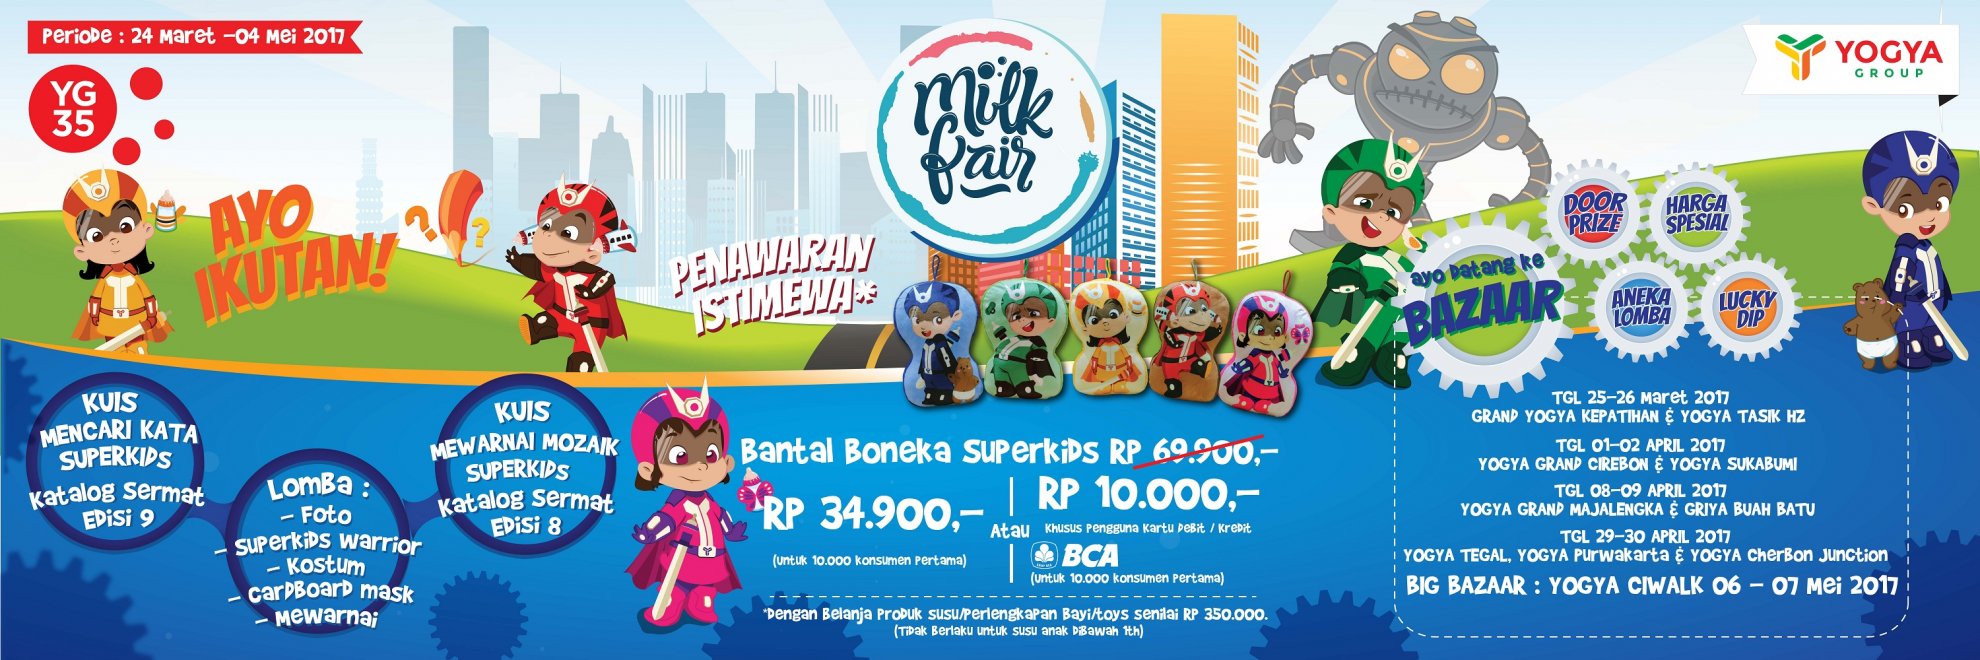 Periode : 24 Maret -04 Mei 2017
YG
35
AYO
IKUTAN!
KUIS
MENCARI KATA
SUPERKIDS
Katalog Sermat
Edisi 9
Lomba :
- Foto
- Superkids Warrior
- Kostum
- Cardboard mask
- Mewarnai
KUIS
MEWARNAI MOZAIK
SUPERKIDS
Katalog Sermat
Edisi 8
Milk
fair
PENAWARAN
ISTIMEWA*
Bantal Boneka Superkids RP 69.900,-
RP 34.900,-
(untuk 10.000 konsumen pertama)
Atau
RP 10.000,-
Khusus Pengguna Kartu Debit / Kredit
BCA
(untuk 10.000 konsumen pertama)
*Dengan Belanja Produk susu/Perlengkapan Bayi/toys senilai RP 350.000.
(Tidak Berlaku untuk susu anak dibawah 1th)
YOGYA
GROUP
DOOR
PRIZE
HARGA
SPESIAL
ANEKA
LOMBA
LUCKY
DIP
ayo datang ke
BAZAAR
TGL 25-26 Maret 2017
GRAND YOGYA KEPATIHAN & YOGYA TASIK HZ
TGL 01-02 APRIL 2017
YOGYA GRAND CIREBON & YOGYA SUKABUMI
TGL 08-09 APRIL 2017
YOGYA GRAND MAJALENGKA & GRIYA BUAH BATU
TGL 29-30 APRIL 2017
YOGYA TEGAL, YOGYA Purwakarta & YOGYA Cherbon Junction
BIG BAZAAR : YOGYA CIWALK 06 - 07 Mei 2017